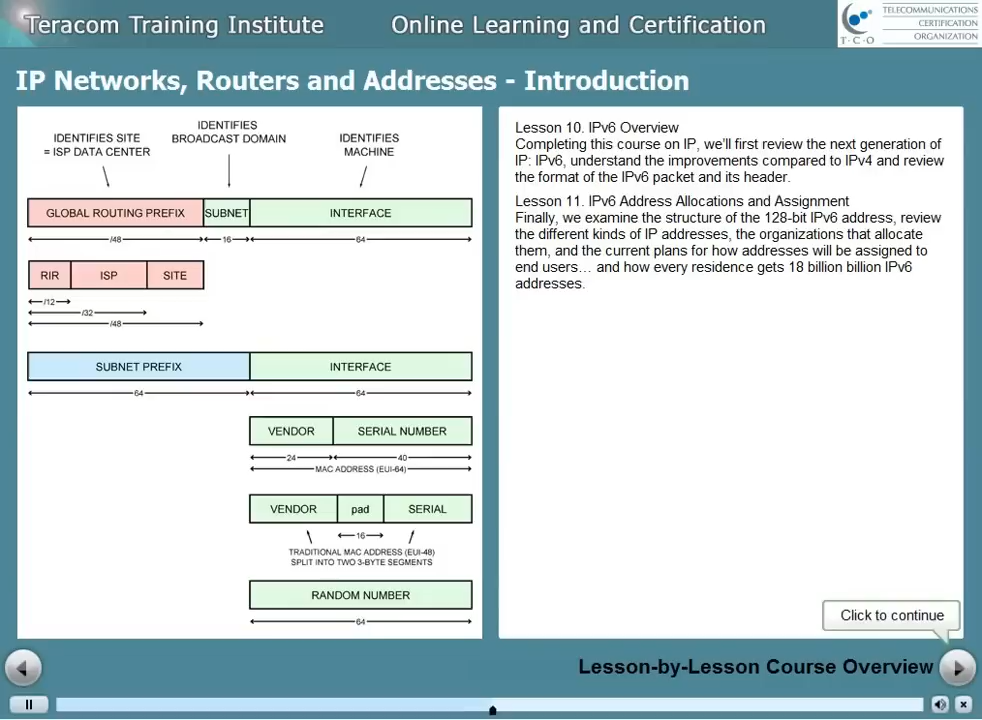 Teracom Training Institute
Online Learning and Certification
TELECOMMUNICATIONS
CERTIFICATION
ORGANIZATION
T·C·O
IP Networks, Routers and Addresses - Introduction
IDENTIFIES SITE
= ISP DATA CENTER
IDENTIFIES
BROADCAST DOMAIN
IDENTIFIES
MACHINE
GLOBAL ROUTING PREFIX
SUBNET
INTERFACE
/48
16
64
RIR
ISP
SITE
/12
/32
/48
SUBNET PREFIX
INTERFACE
64
64
VENDOR
SERIAL NUMBER
24
40
MAC ADDRESS (EUI-64)
VENDOR
pad
SERIAL
16
TRADITIONAL MAC ADDRESS (EUI-48)
SPLIT INTO TWO 3-BYTE SEGMENTS
RANDOM NUMBER
64
Lesson 10. IPv6 Overview
Completing this course on IP, we'll first review the next generation of
IP: IPv6, understand the improvements compared to IPv4 and review
the format of the IPv6 packet and its header.
Lesson 11. IPv6 Address Allocations and Assignment
Finally, we examine the structure of the 128-bit IPv6 address, review
the different kinds of IP addresses, the organizations that allocate
them, and the current plans for how addresses will be assigned to
end users… and how every residence gets 18 billion billion IPv6
addresses.
Click to continue
Lesson-by-Lesson Course Overview